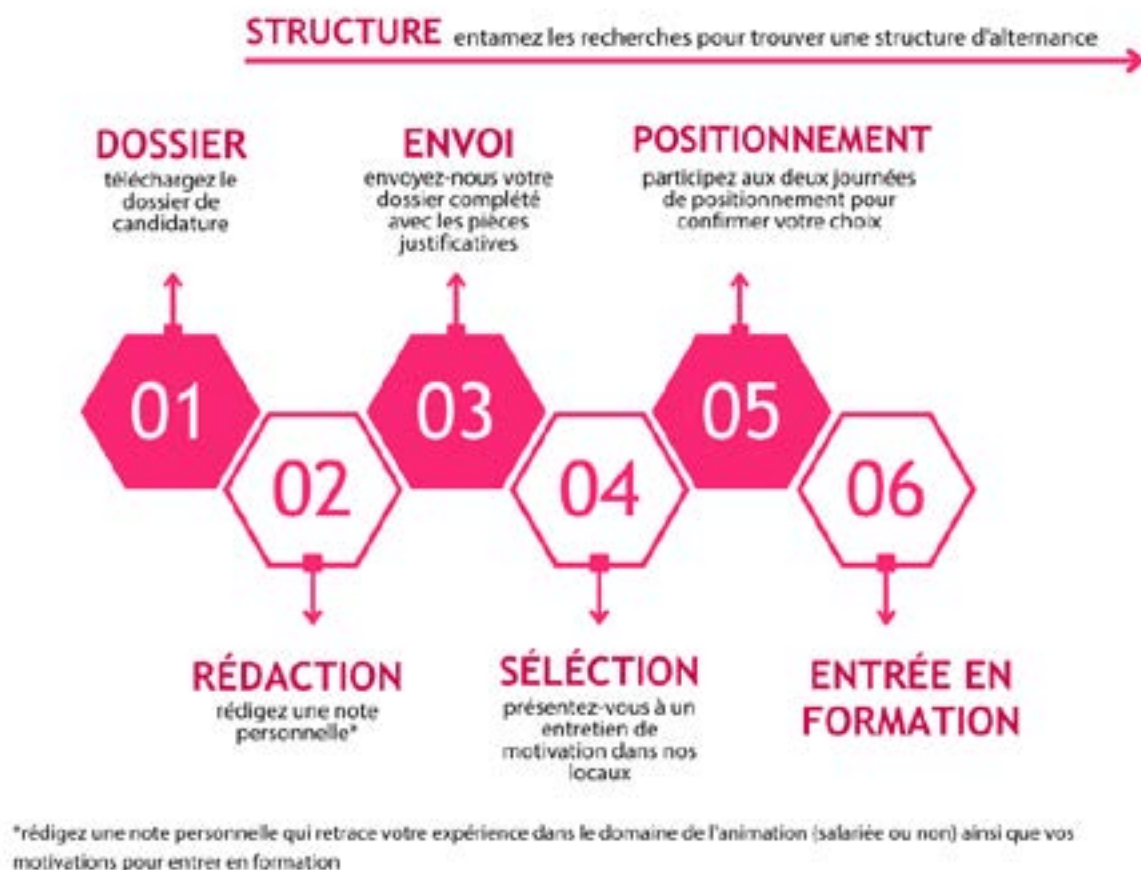 STRUCTURE entamez les recherches pour trouver une structure d'alternance
DOSSIER
téléchargez le
dossier de
candidature
ENVOI
envoyez-nous votre
dossier complété
avec les pièces
justificatives
POSITIONNEMENT
participez aux deux journées
de positionnement pour
confirmer votre choix
01
02
03
04
05
06
RÉDACTION
rédigez une note
personnelle*
SÉLÉCTION
présentez-vous à un
entretien de
motivation dans nos
locaux
ENTRÉE EN
FORMATION
*rédigez une note personnelle qui retrace votre expérience dans le domaine de l'animation (salariée ou non) ainsi que vos
motivations pour entrer en formation